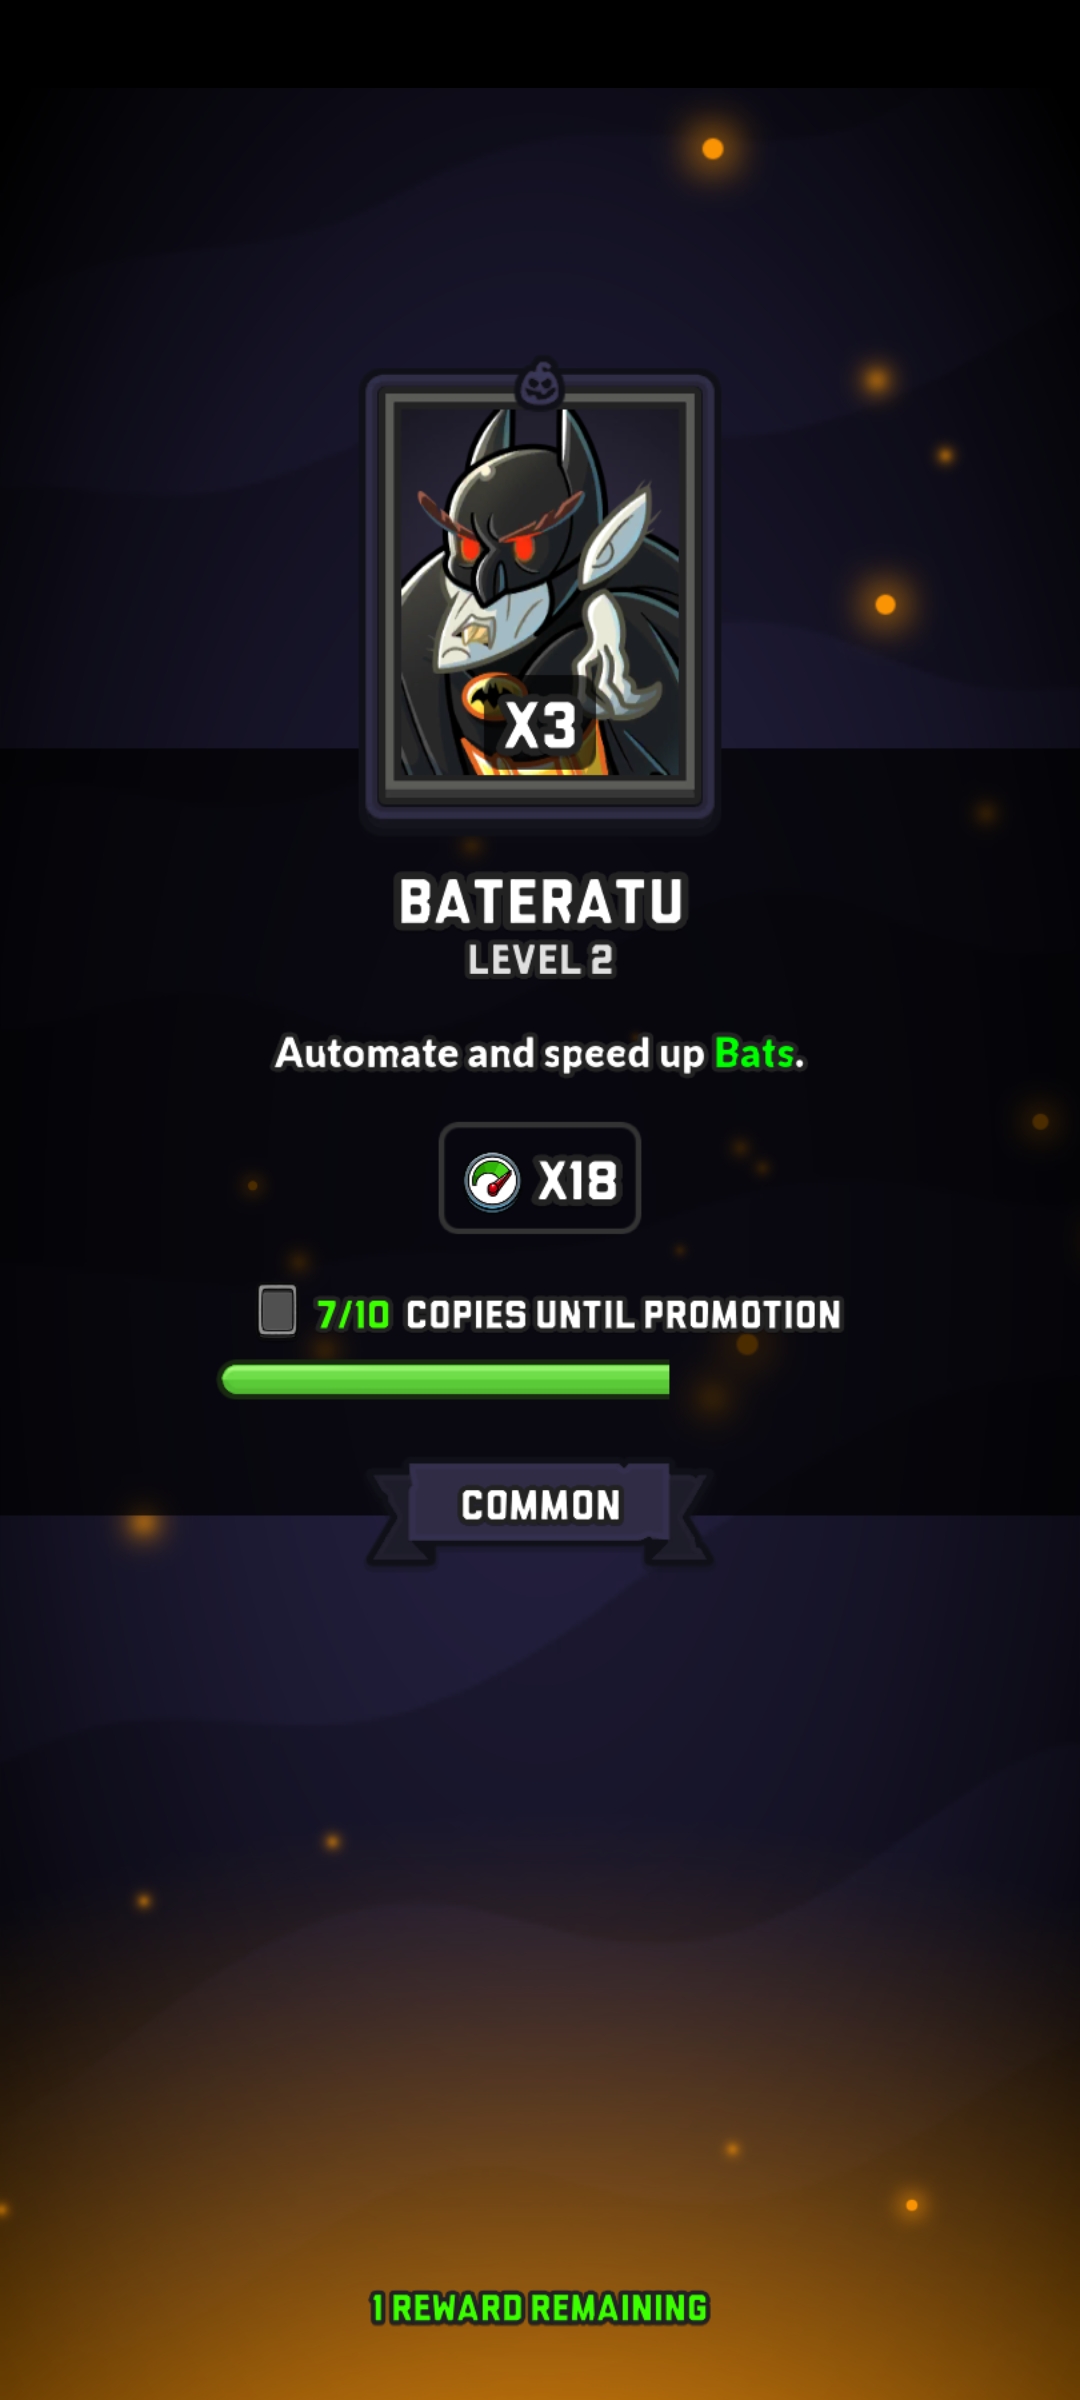 X3
BATERATU
LEVEL 2
Automate and speed up Bats.
X18
7/10 COPIES UNTIL PROMOTION
COMMON
1 REWARD REMAINING